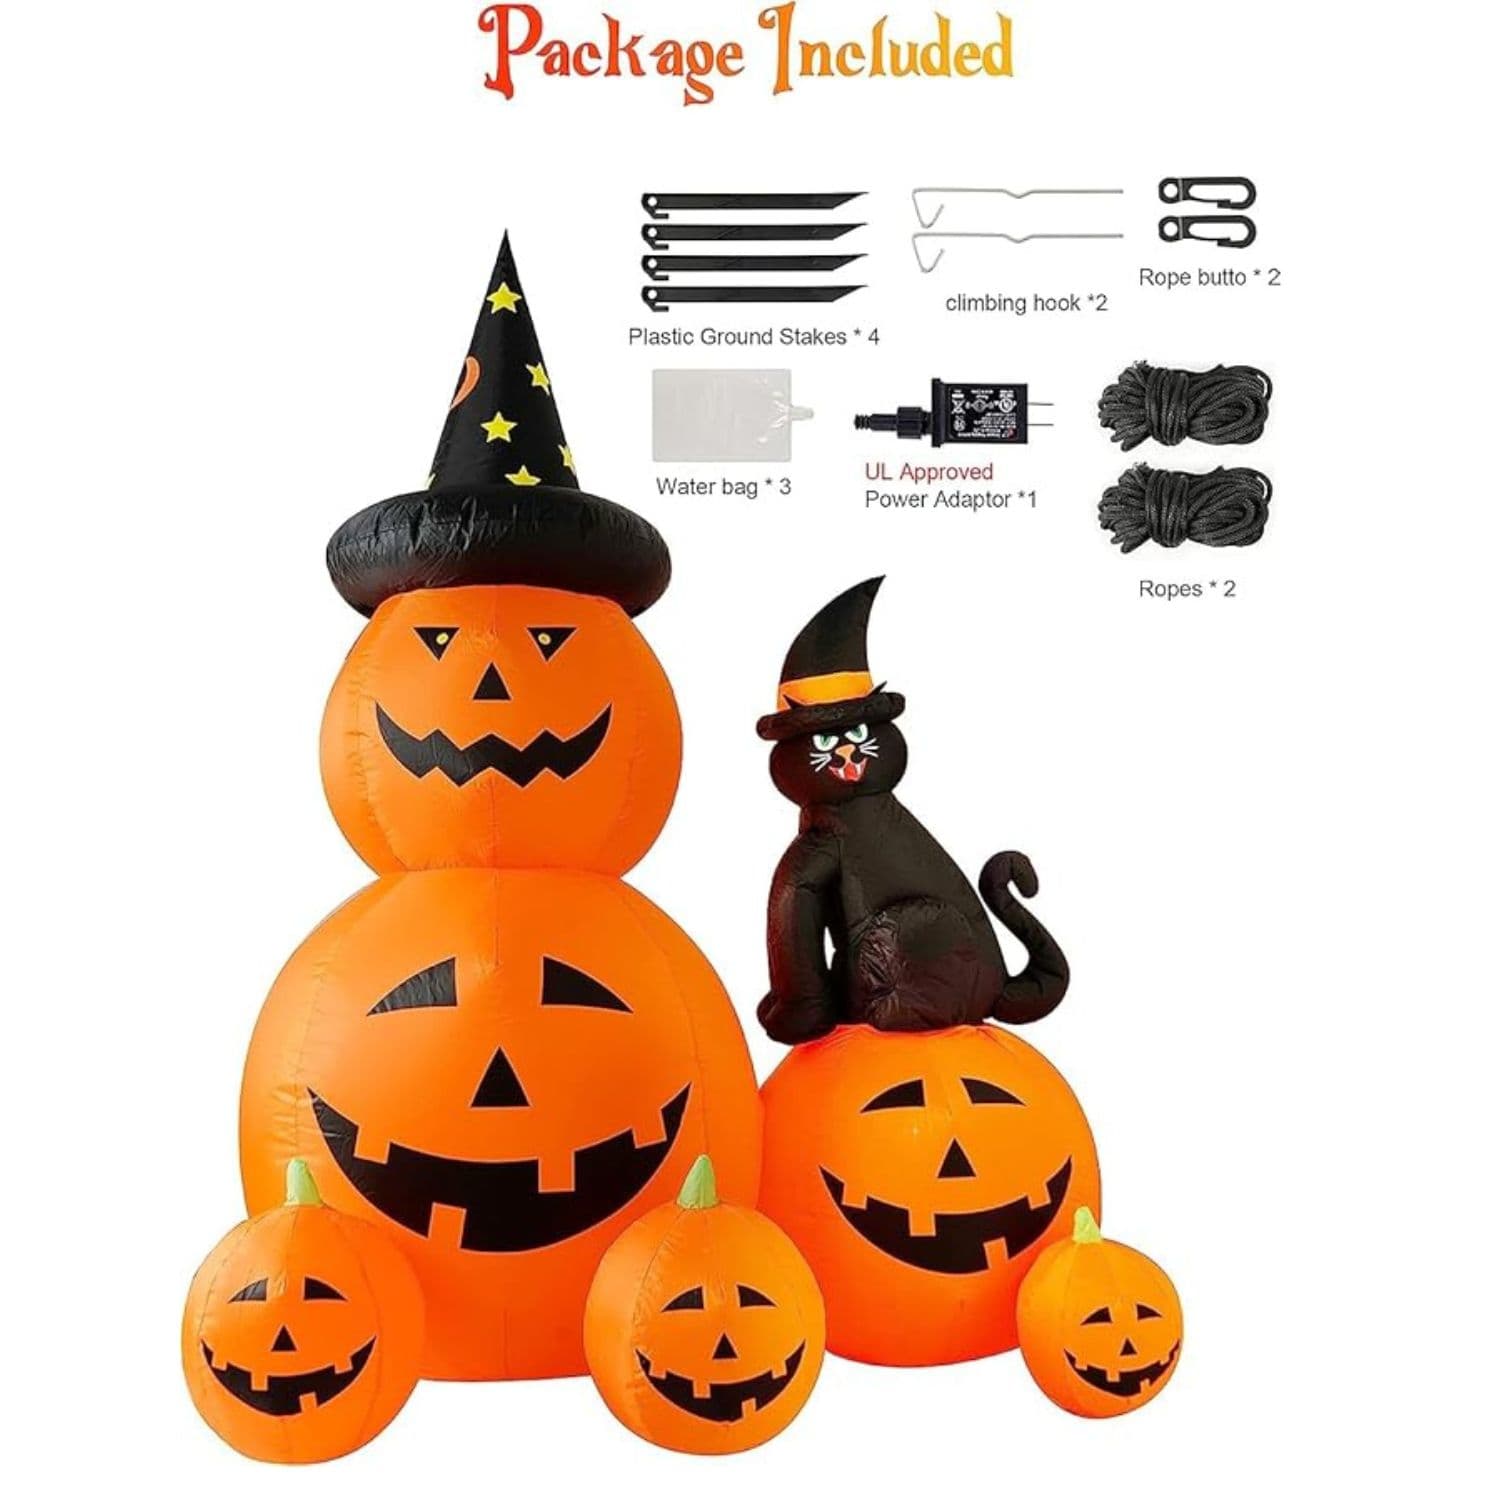 Package Included
Plastic Ground Stakes * 4
climbing hook *2
Rope butto * 2
Water bag * 3
UL Approved
Power Adaptor *1
Ropes * 2